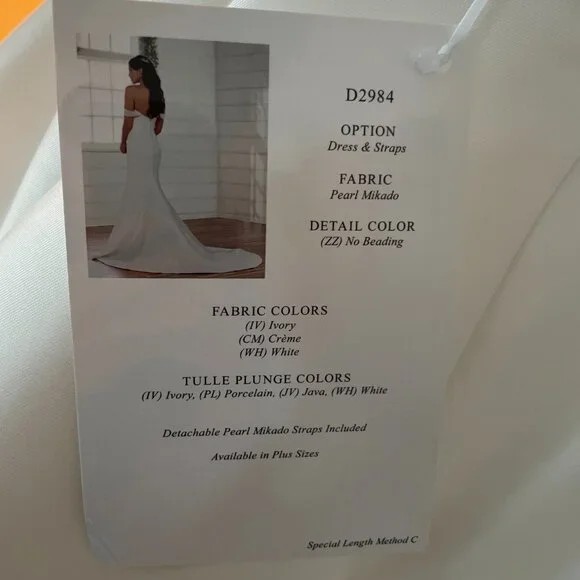 D2984
OPTION
Dress & Straps
FABRIC
Pearl Mikado
DETAIL COLOR
(ZZ) No Beading
FABRIC COLORS
(IV) Ivory
(CM) Crème
(WH) White
TULLE PLUNGE COLORS
(IV) Ivory, (PL) Porcelain, (JV) Java, (WH) White
Detachable Pearl Mikado Straps Included
Available in Plus Sizes
Special Length Method C